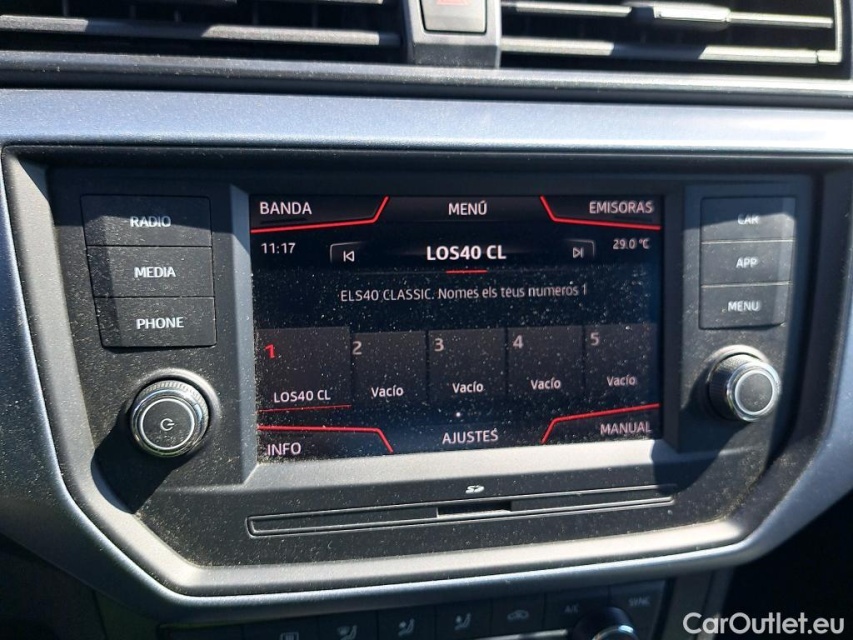 RADIO
MEDIA
PHONE
BANDA MENÚ EMISORAS
11:17 LOS40 CL 29.0 °C
ELS40 CLASSIC. Nomes els teus numeros 1
1 2 3 4 5
LOS40 CL Vacío Vacío Vacío Vacío
INFO AJUSTES MANUAL
CAR
APP
MENU
SD
A/C SYNC
CarOutlet.eu